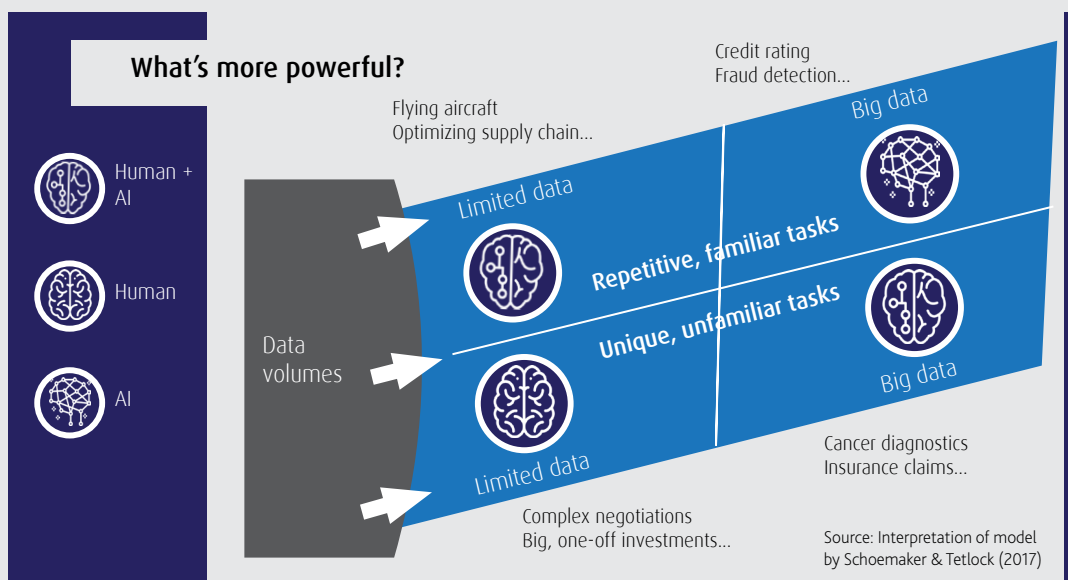 What's more powerful?
Human +
AI
Human
AI
Data
volumes
Flying aircraft
Optimizing supply chain...
Credit rating
Fraud detection...
Limited data
Big data
Repetitive, familiar tasks
Unique, unfamiliar tasks
Limited data
Big data
Complex negotiations
Big, one-off investments...
Cancer diagnostics
Insurance claims...
Source: Interpretation of model
by Schoemaker & Tetlock (2017)